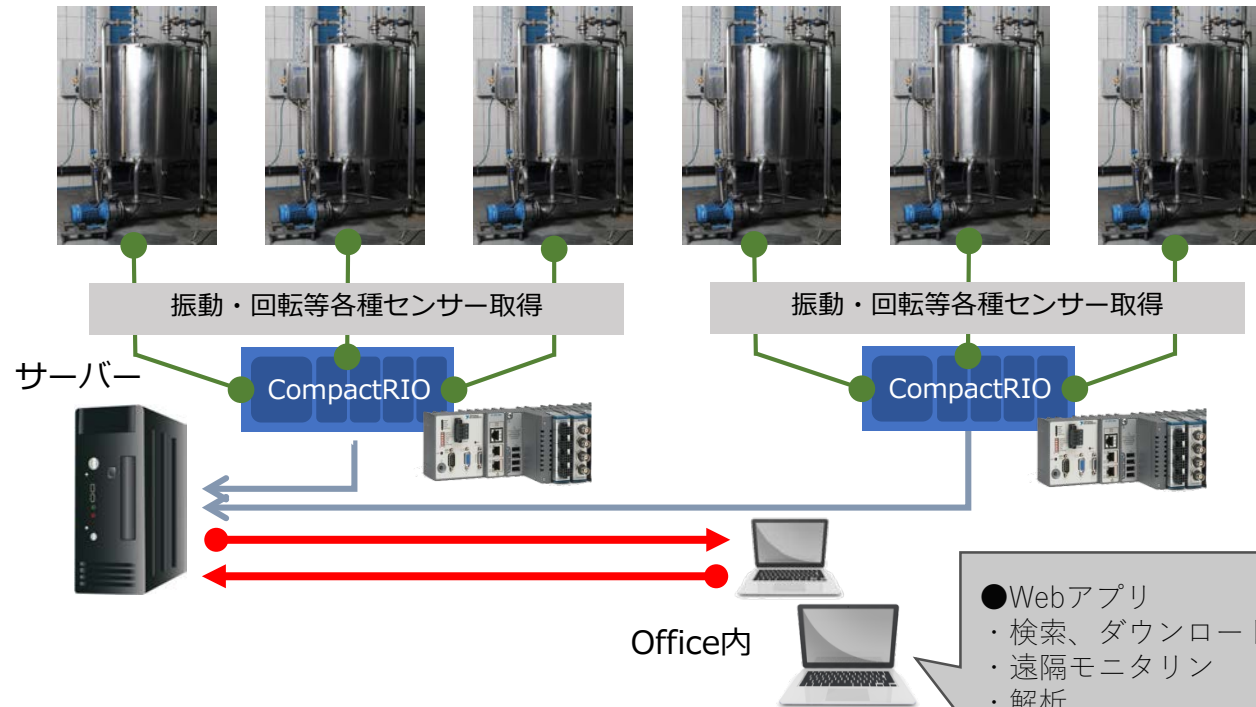 振動・回転等各種センサー取得
振動・回転等各種センサー取得
サーバー
CompactRIO
CompactRIO
Office内
●Webアプリ
・検索、ダウンロード
・遠隔モニタリン
・解析